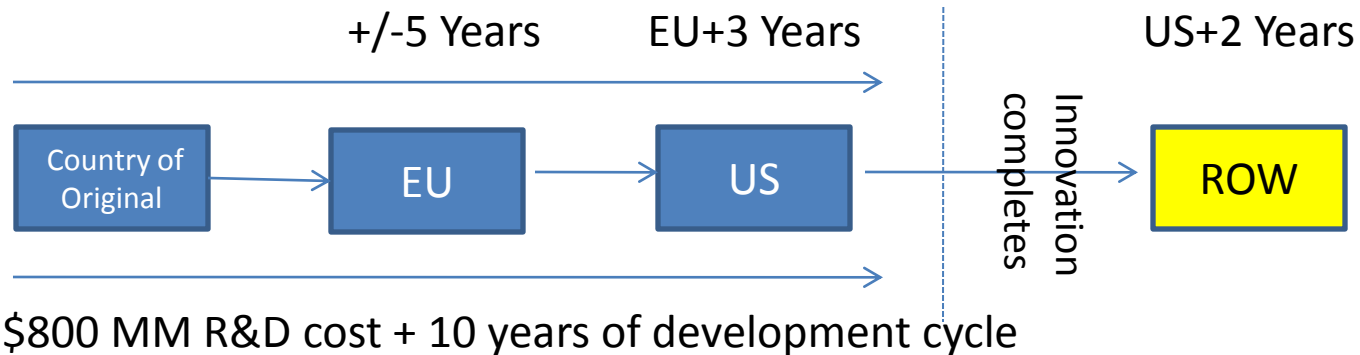 +/-5 Years
EU+3 Years
US+2 Years
Country of
Original
EU
US
Innovation
completes
ROW
$800 MM R&D cost + 10 years of development cycle